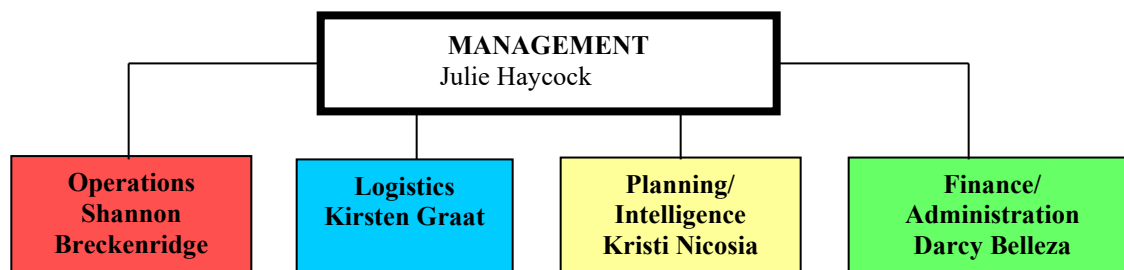 MANAGEMENT
Julie Haycock
Operations
Shannon
Breckenridge
Logistics
Kirsten Graat
Planning/
Intelligence
Kristi Nicosia
Finance/
Administration
Darcy Belleza